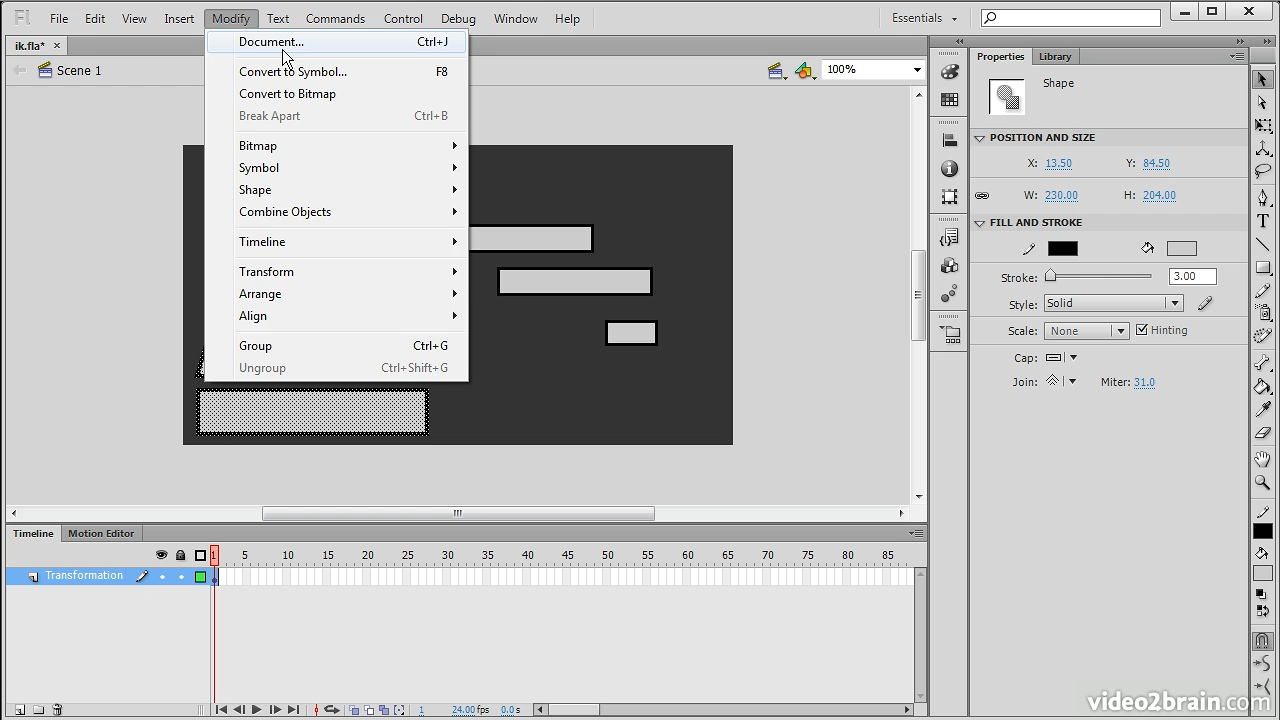 Fl File Edit View Insert Modify Text Commands Control Debug Window Help Essentials
ik.fla* ×
Scene 1 100%
Document... Ctrl+J
Convert to Symbol... F8
Convert to Bitmap
Break Apart Ctrl+B
Bitmap
Symbol
Shape
Combine Objects
Timeline
Transform
Arrange
Align
Group Ctrl+G
Ungroup Ctrl+Shift+G
Properties Library
Shape
POSITION AND SIZE
X: 13.50 Y: 84.50
W: 230.00 H: 204.00
FILL AND STROKE
Stroke: 3.00
Style: Solid
Scale: None Hinting
Cap:
Join: Miter: 31.0
Timeline Motion Editor
1 5 10 15 20 25 30 35 40 45 50 55 60 65 70 75 80 85
Transformation
1 24.00 fps 0.0 s
video2brain.com